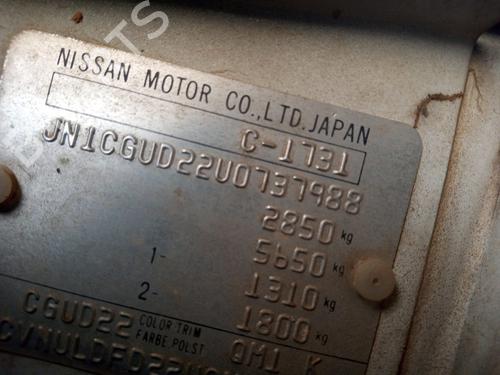 NISSAN MOTOR CO.,LTD.JAPAN
C-1731
JN1CGUD22U0737988
2850 kg
1- 5650 kg
2- 1310 kg
1800 kg
CGUD22 COLOR TRIM QM1 K
FARBE POLST